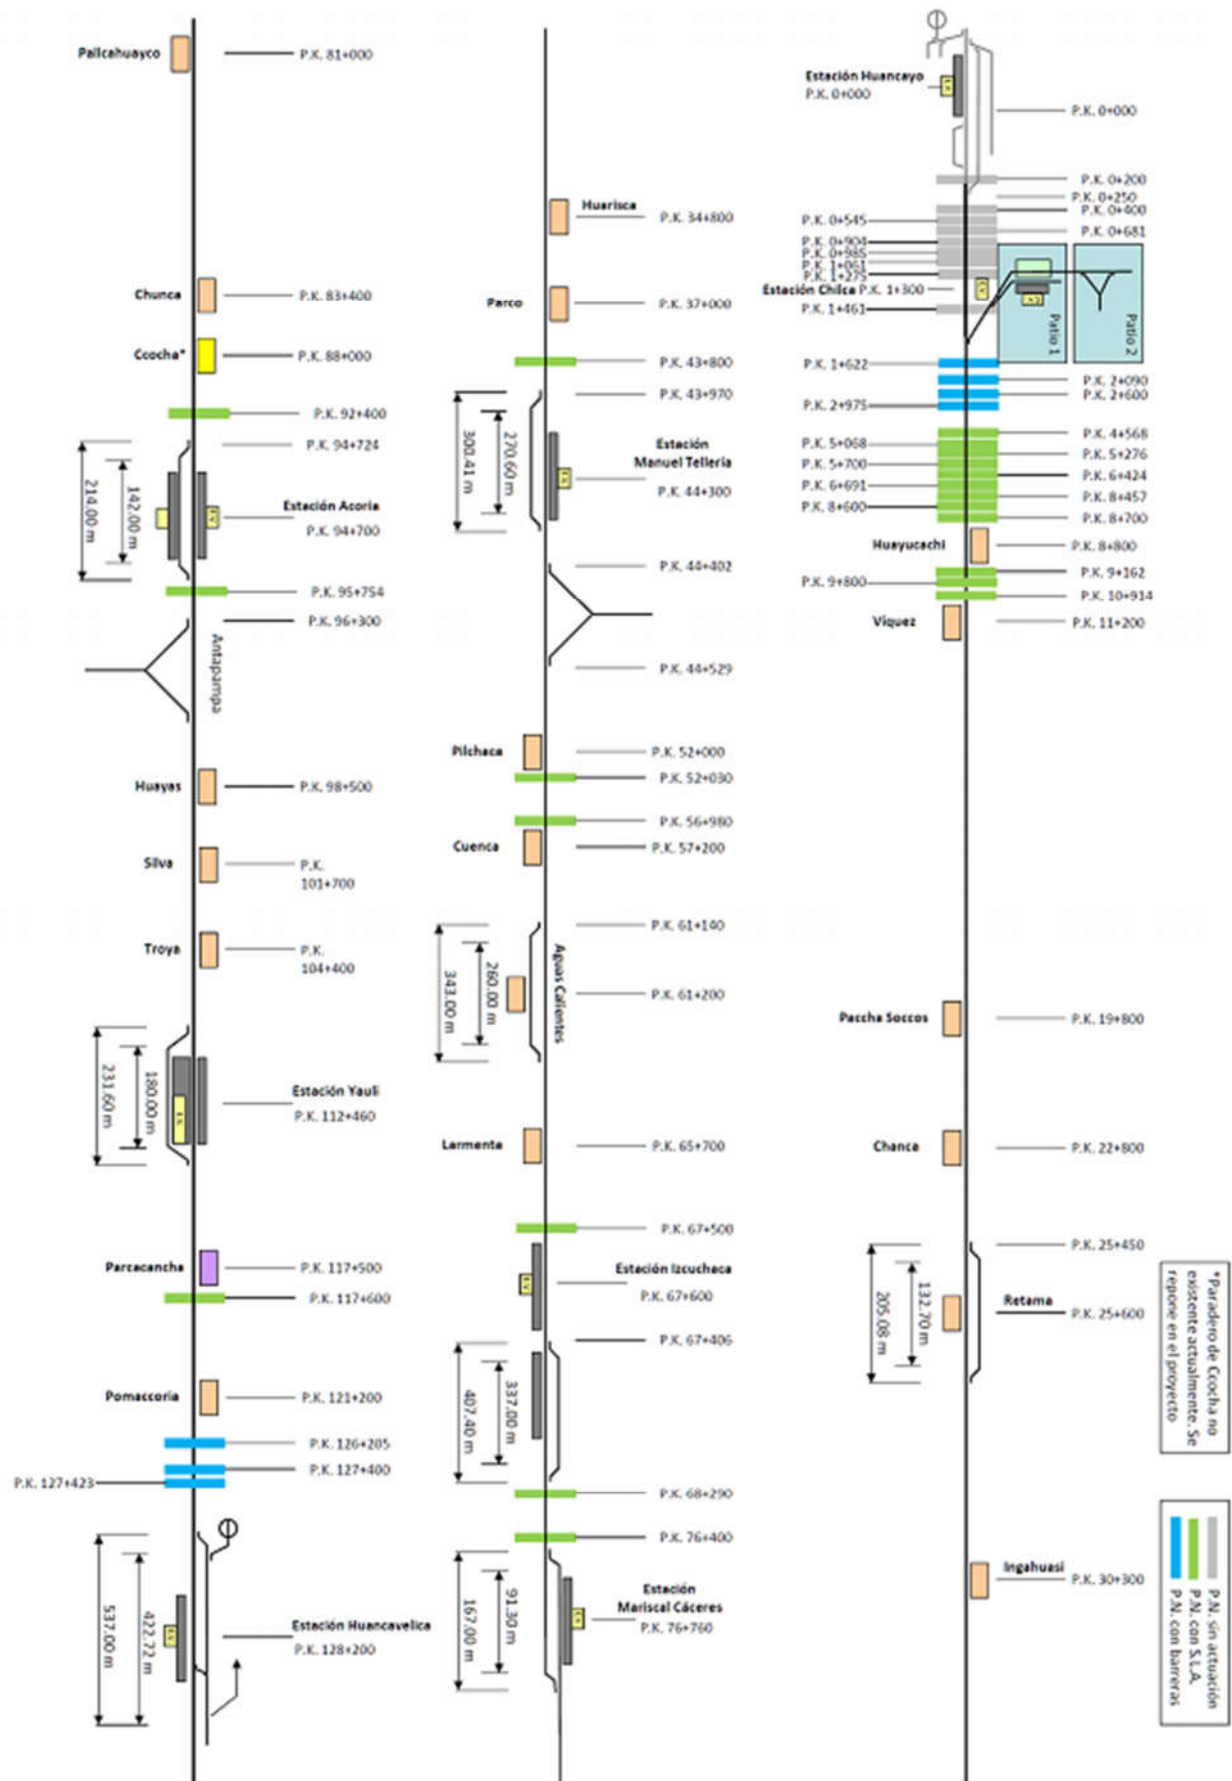 Pallcahuayco
P.K. 81+000
Chunca
P.K. 83+400
Ccocha*
P.K. 88+000
P.K. 92+400
P.K. 94+724
142.00 m
214.00 m
Estación Acoria
P.K. 94+700
E.V
P.K. 95+754
P.K. 96+300
Antapampa
Huayas
P.K. 98+500
Silva
P.K.
101+700
Troya
P.K.
104+400
180.00 m
231.60 m
E.V
Estación Yauli
P.K. 112+460
Parcacancha
P.K. 117+500
P.K. 117+600
Pomaccoria
P.K. 121+200
P.K. 126+285
P.K. 127+400
P.K. 127+423
422.72 m
537.00 m
E.V
Estación Huancavelica
P.K. 128+200
Huarisca
P.K. 34+800
Parco
P.K. 37+000
P.K. 43+800
P.K. 43+970
270.60 m
300.41 m
Estación
Manuel Telleria
P.K. 44+300
E.V
P.K. 44+402
P.K. 44+529
Pilchaca
P.K. 52+000
P.K. 52+030
P.K. 56+980
Cuenca
P.K. 57+200
P.K. 61+140
260.00 m
343.00 m
Aguas Calientes
P.K. 61+200
Larmenta
P.K. 65+700
P.K. 67+500
Estación Izcuchaca
P.K. 67+600
E.V
P.K. 67+406
337.00 m
407.40 m
P.K. 68+290
P.K. 76+400
91.30 m
167.00 m
Estación
Mariscal Cáceres
P.K. 76+760
E.V
Estación Huancayo
P.K. 0+000
E.V
P.K. 0+000
P.K. 0+200
P.K. 0+250
P.K. 0+400
P.K. 0+545
P.K. 0+681
P.K. 0+904
P.K. 0+985
P.K. 1+061
P.K. 1+275
Estación Chilca P.K. 1+300
E.V
P.K. 1+461
Patio 1
E.V
Patio 2
P.K. 1+622
P.K. 2+090
P.K. 2+600
P.K. 2+975
P.K. 4+568
P.K. 5+068
P.K. 5+276
P.K. 5+700
P.K. 6+424
P.K. 6+691
P.K. 8+457
P.K. 8+600
P.K. 8+700
Huayucachi
P.K. 8+800
P.K. 9+162
P.K. 9+800
P.K. 10+914
Viquez
P.K. 11+200
Paccha Soccos
P.K. 19+800
Chanca
P.K. 22+800
P.K. 25+450
132.70 m
205.08 m
Retama
P.K. 25+600
Ingahuasi
P.K. 30+300
*Paradero de Ccocha no
existente actualmente. Se
repone en el proyecto
P.N. sin actuación
P.N. con S.L.A.
P.N. con barreras